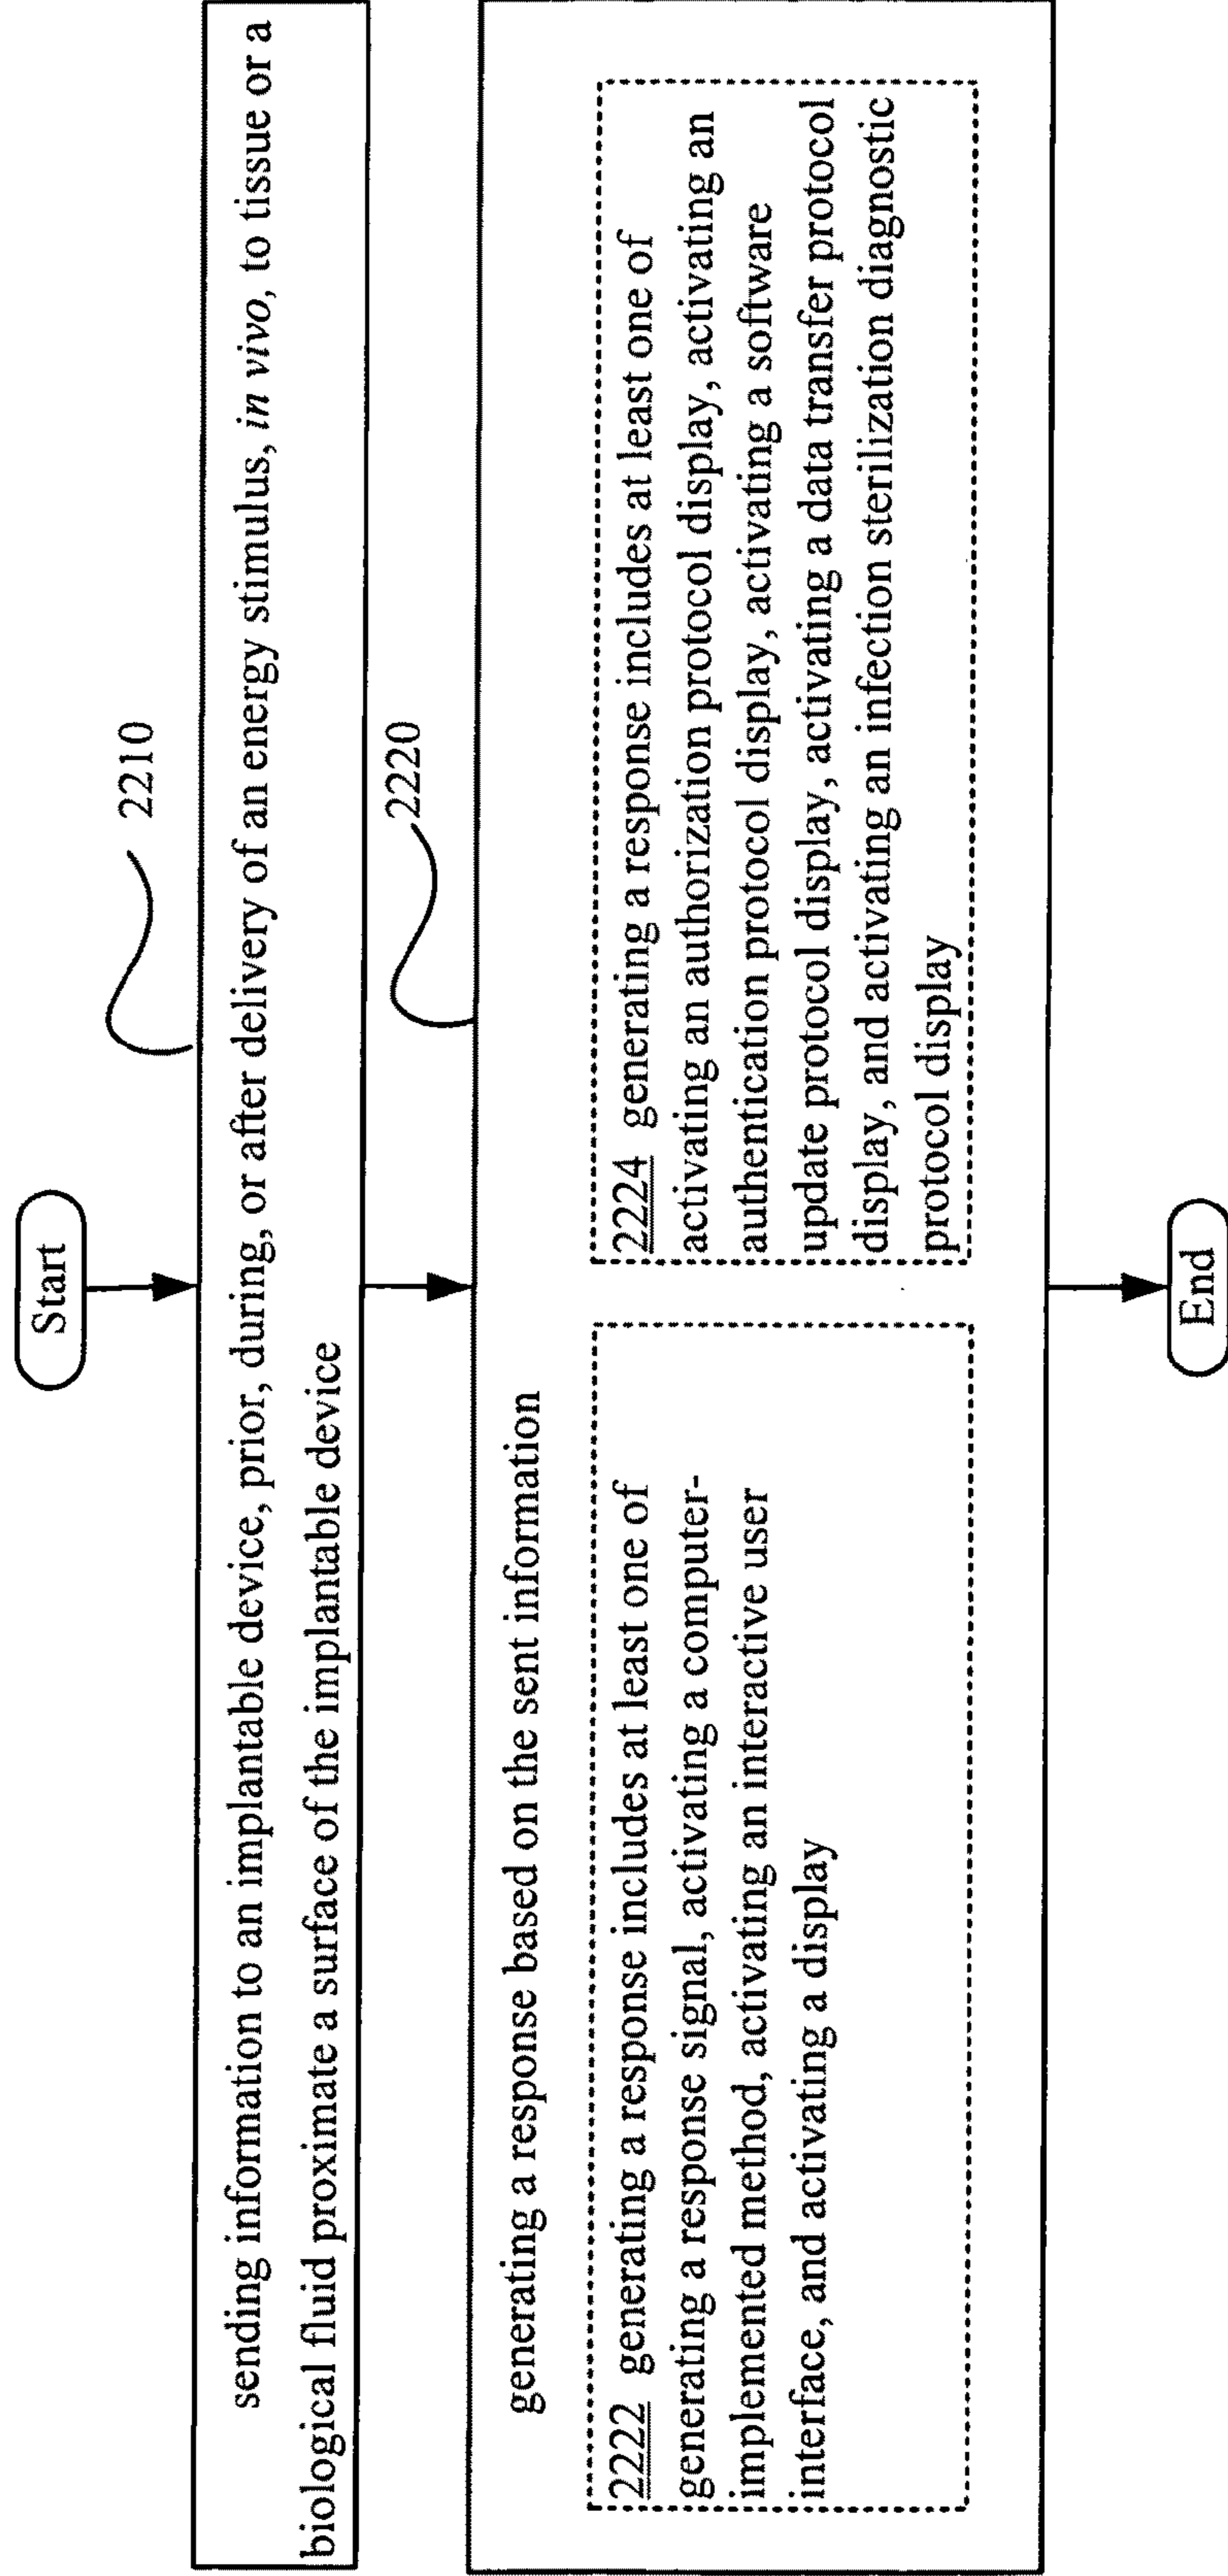 Start
2210
sending information to an implantable device, prior, during, or after delivery of an energy stimulus, in vivo, to tissue or a
biological fluid proximate a surface of the implantable device
2220
generating a response based on the sent information
2222 generating a response includes at least one of
generating a response signal, activating a computer-
implemented method, activating an interactive user
interface, and activating a display
2224 generating a response includes at least one of
activating an authorization protocol display, activating an
authentication protocol display, activating a software
update protocol display, activating a data transfer protocol
display, and activating an infection sterilization diagnostic
protocol display
End